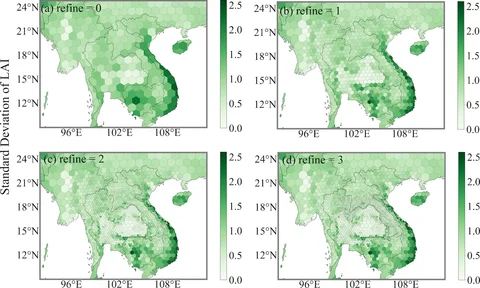 Standard Deviation of LAI
(a) refine = 0
24°N
21°N
18°N
15°N
12°N
96°E 102°E 108°E
2.5
2.0
1.5
1.0
0.5
0.0
(b) refine = 1
24°N
21°N
18°N
15°N
12°N
96°E 102°E 108°E
2.5
2.0
1.5
1.0
0.5
0.0
(c) refine = 2
24°N
21°N
18°N
15°N
12°N
96°E 102°E 108°E
2.5
2.0
1.5
1.0
0.5
0.0
(d) refine = 3
24°N
21°N
18°N
15°N
12°N
96°E 102°E 108°E
2.5
2.0
1.5
1.0
0.5
0.0